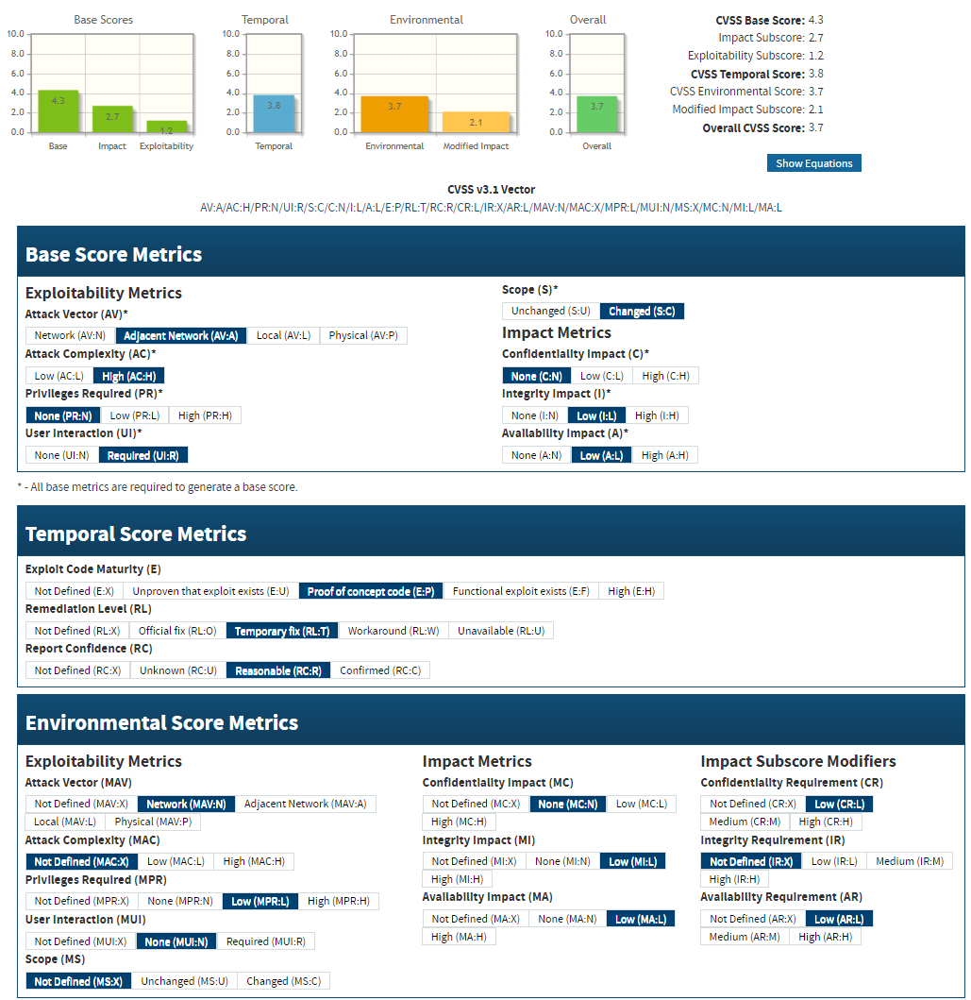 Base Scores
10.0
8.0
6.0
4.0
2.0
0.0
4.3
2.7
1.2
Base Impact Exploitability
Temporal
10.0
8.0
6.0
4.0
2.0
0.0
3.8
Temporal
Environmental
10.0
8.0
6.0
4.0
2.0
0.0
3.7
2.1
Environmental Modified Impact
Overall
10.0
8.0
6.0
4.0
2.0
0.0
3.7
Overall
CVSS Base Score: 4.3
Impact Subscore: 2.7
Exploitability Subscore: 1.2
CVSS Temporal Score: 3.8
CVSS Environmental Score: 3.7
Modified Impact Subscore: 2.1
Overall CVSS Score: 3.7
Show Equations
CVSS v3.1 Vector
AV:A/AC:H/PR:N/UI:R/S:C/C:N/I:L/A:L/E:P/RL:T/RC:R/CR:L/IR:X/AR:L/MAV:N/MAC:X/MPR:L/MUI:N/MS:X/MC:N/MI:L/MA:L
Base Score Metrics
Exploitability Metrics
Attack Vector (AV)*
Network (AV:N) Adjacent Network (AV:A) Local (AV:L) Physical (AV:P)
Attack Complexity (AC)*
Low (AC:L) High (AC:H)
Privileges Required (PR)*
None (PR:N) Low (PR:L) High (PR:H)
User Interaction (UI)*
None (UI:N) Required (UI:R)
Scope (S)*
Unchanged (S:U) Changed (S:C)
Impact Metrics
Confidentiality Impact (C)*
None (C:N) Low (C:L) High (C:H)
Integrity Impact (I)*
None (I:N) Low (I:L) High (I:H)
Availability Impact (A)*
None (A:N) Low (A:L) High (A:H)
* - All base metrics are required to generate a base score.
Temporal Score Metrics
Exploit Code Maturity (E)
Not Defined (E:X) Unproven that exploit exists (E:U) Proof of concept code (E:P) Functional exploit exists (E:F) High (E:H)
Remediation Level (RL)
Not Defined (RL:X) Official fix (RL:O) Temporary fix (RL:T) Workaround (RL:W) Unavailable (RL:U)
Report Confidence (RC)
Not Defined (RC:X) Unknown (RC:U) Reasonable (RC:R) Confirmed (RC:C)
Environmental Score Metrics
Exploitability Metrics
Attack Vector (MAV)
Not Defined (MAV:X) Network (MAV:N) Adjacent Network (MAV:A)
Local (MAV:L) Physical (MAV:P)
Attack Complexity (MAC)
Not Defined (MAC:X) Low (MAC:L) High (MAC:H)
Privileges Required (MPR)
Not Defined (MPR:X) None (MPR:N) Low (MPR:L) High (MPR:H)
User Interaction (MUI)
Not Defined (MUI:X) None (MUI:N) Required (MUI:R)
Scope (MS)
Not Defined (MS:X) Unchanged (MS:U) Changed (MS:C)
Impact Metrics
Confidentiality Impact (MC)
Not Defined (MC:X) None (MC:N) Low (MC:L)
High (MC:H)
Integrity Impact (MI)
Not Defined (MI:X) None (MI:N) Low (MI:L)
High (MI:H)
Availability Impact (MA)
Not Defined (MA:X) None (MA:N) Low (MA:L)
High (MA:H)
Impact Subscore Modifiers
Confidentiality Requirement (CR)
Not Defined (CR:X) Low (CR:L)
Medium (CR:M) High (CR:H)
Integrity Requirement (IR)
Not Defined (IR:X) Low (IR:L) Medium (IR:M)
High (IR:H)
Availability Requirement (AR)
Not Defined (AR:X) Low (AR:L)
Medium (AR:M) High (AR:H)